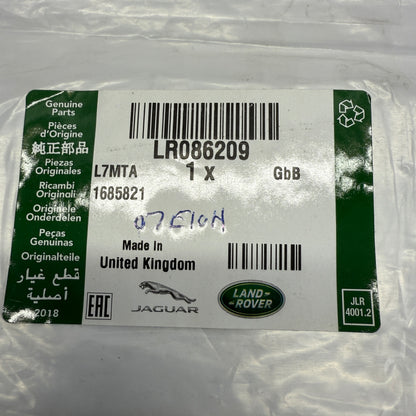 Genuine
Parts
Pièces
d'Origine
純正部品
Piezas
Originales
Ricambi
Originali
Originele
Onderdelen
Peças
Genuinas
Originalteile
قطع غيار
أصلية
2018
LR086209
L7MTA 1 x GbB
1685821
Made in
United Kingdom
EAC
JAGUAR
LAND-
ROVER
JLR
4001.2